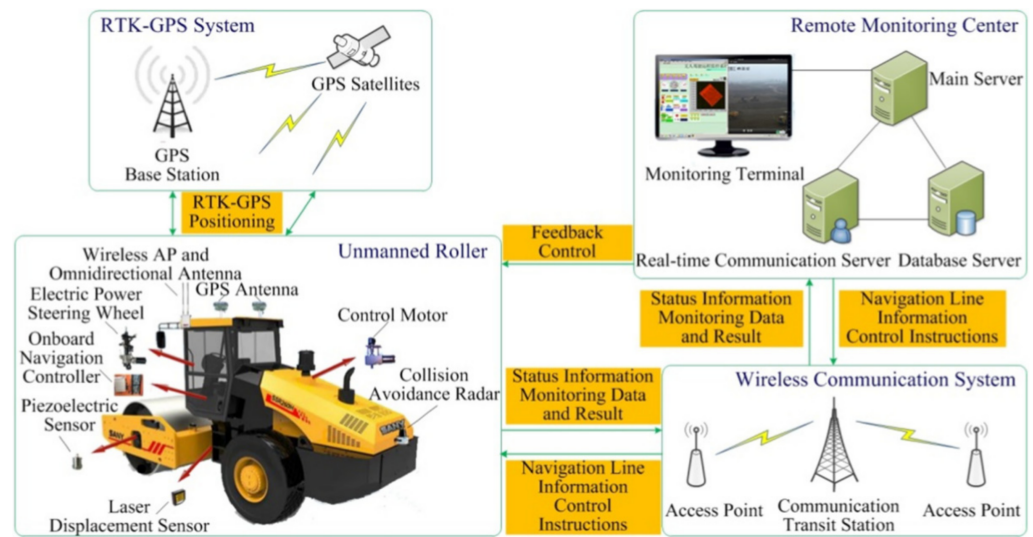 RTK-GPS System
GPS Satellites
GPS
Base Station
RTK-GPS
Positioning
Remote Monitoring Center
Main Server
Monitoring Terminal
Real-time Communication Server
Database Server
Unmanned Roller
Wireless AP and
Omnidirectional Antenna
GPS Antenna
Electric Power
Steering Wheel
Onboard
Navigation
Controller
Piezoelectric
Sensor
Laser
Displacement Sensor
Control Motor
Collision
Avoidance Radar
SANY
SANY
Feedback
Control
Status Information
Monitoring Data
and Result
Navigation Line
Information
Control Instructions
Status Information
Monitoring Data
and Result
Navigation Line
Information
Control
Instructions
Wireless Communication System
Access Point
Communication
Transit Station
Access Point